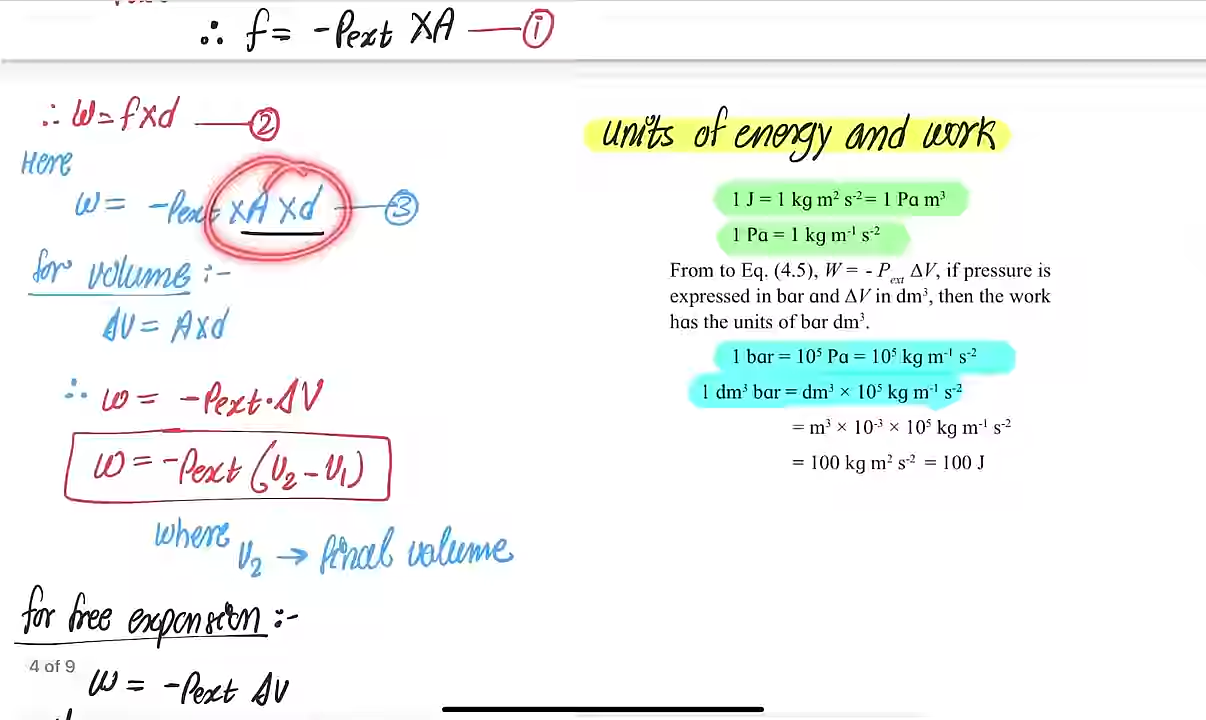 ∴ f = -Pext × A —①
∴ W = f×d —②
Here
W = -Pext × A × d —③
for volume :-
ΔV = A×d
∴ W = -Pext·ΔV
W = -Pext (V₂ - V₁)
where V₂ → final volume
for free expansion :-
4 of 9
W = -Pext ΔV
units of energy and work
1 J = 1 kg m² s⁻² = 1 Pa m³
1 Pa = 1 kg m⁻¹ s⁻²
From to Eq. (4.5), W = - P_ext ΔV, if pressure is
expressed in bar and ΔV in dm³, then the work
has the units of bar dm³.
1 bar = 10⁵ Pa = 10⁵ kg m⁻¹ s⁻²
1 dm³ bar = dm³ × 10⁵ kg m⁻¹ s⁻²
= m³ × 10⁻³ × 10⁵ kg m⁻¹ s⁻²
= 100 kg m² s⁻² = 100 J